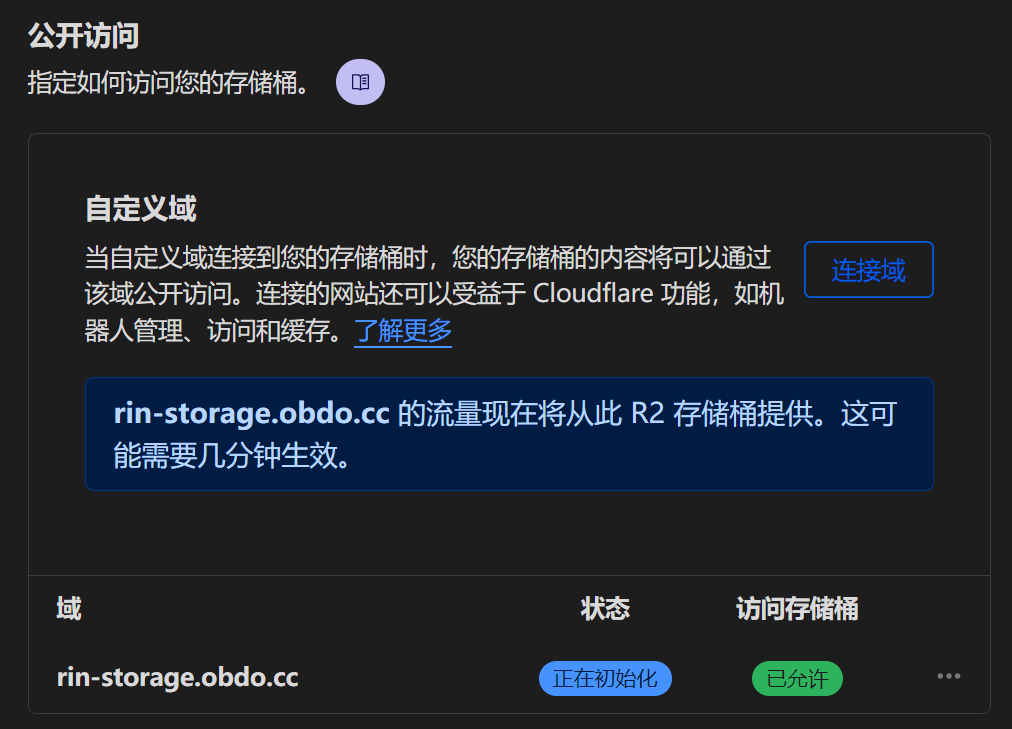 公开访问
指定如何访问您的存储桶。
自定义域
当自定义域连接到您的存储桶时，您的存储桶的内容将可以通过
该域公开访问。连接的网站还可以受益于 Cloudflare 功能，如机
器人管理、访问和缓存。了解更多
连接域
rin-storage.obdo.cc 的流量现在将从此 R2 存储桶提供。这可
能需要几分钟生效。
域 状态 访问存储桶
rin-storage.obdo.cc 正在初始化 已允许